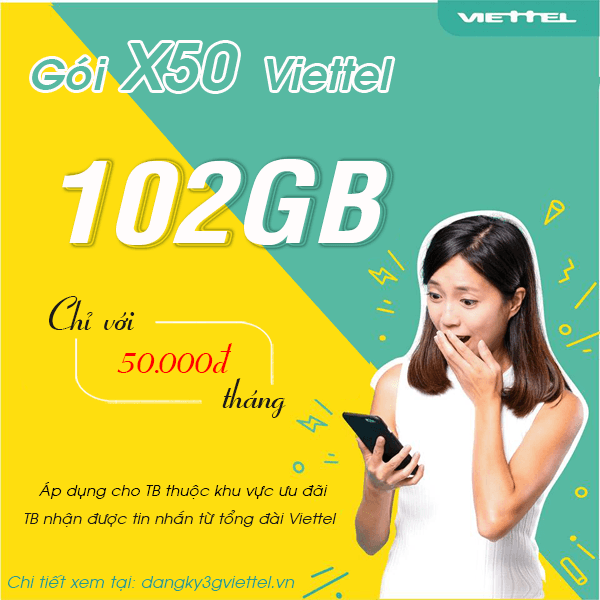 VIETTEL
Gói X50 Viettel
102GB
Chỉ với
50.000đ
tháng
Áp dụng cho TB thuộc khu vực ưu đãi
TB nhận được tin nhắn từ tổng đài Viettel
Chi tiết xem tại: dangky3gviettel.vn